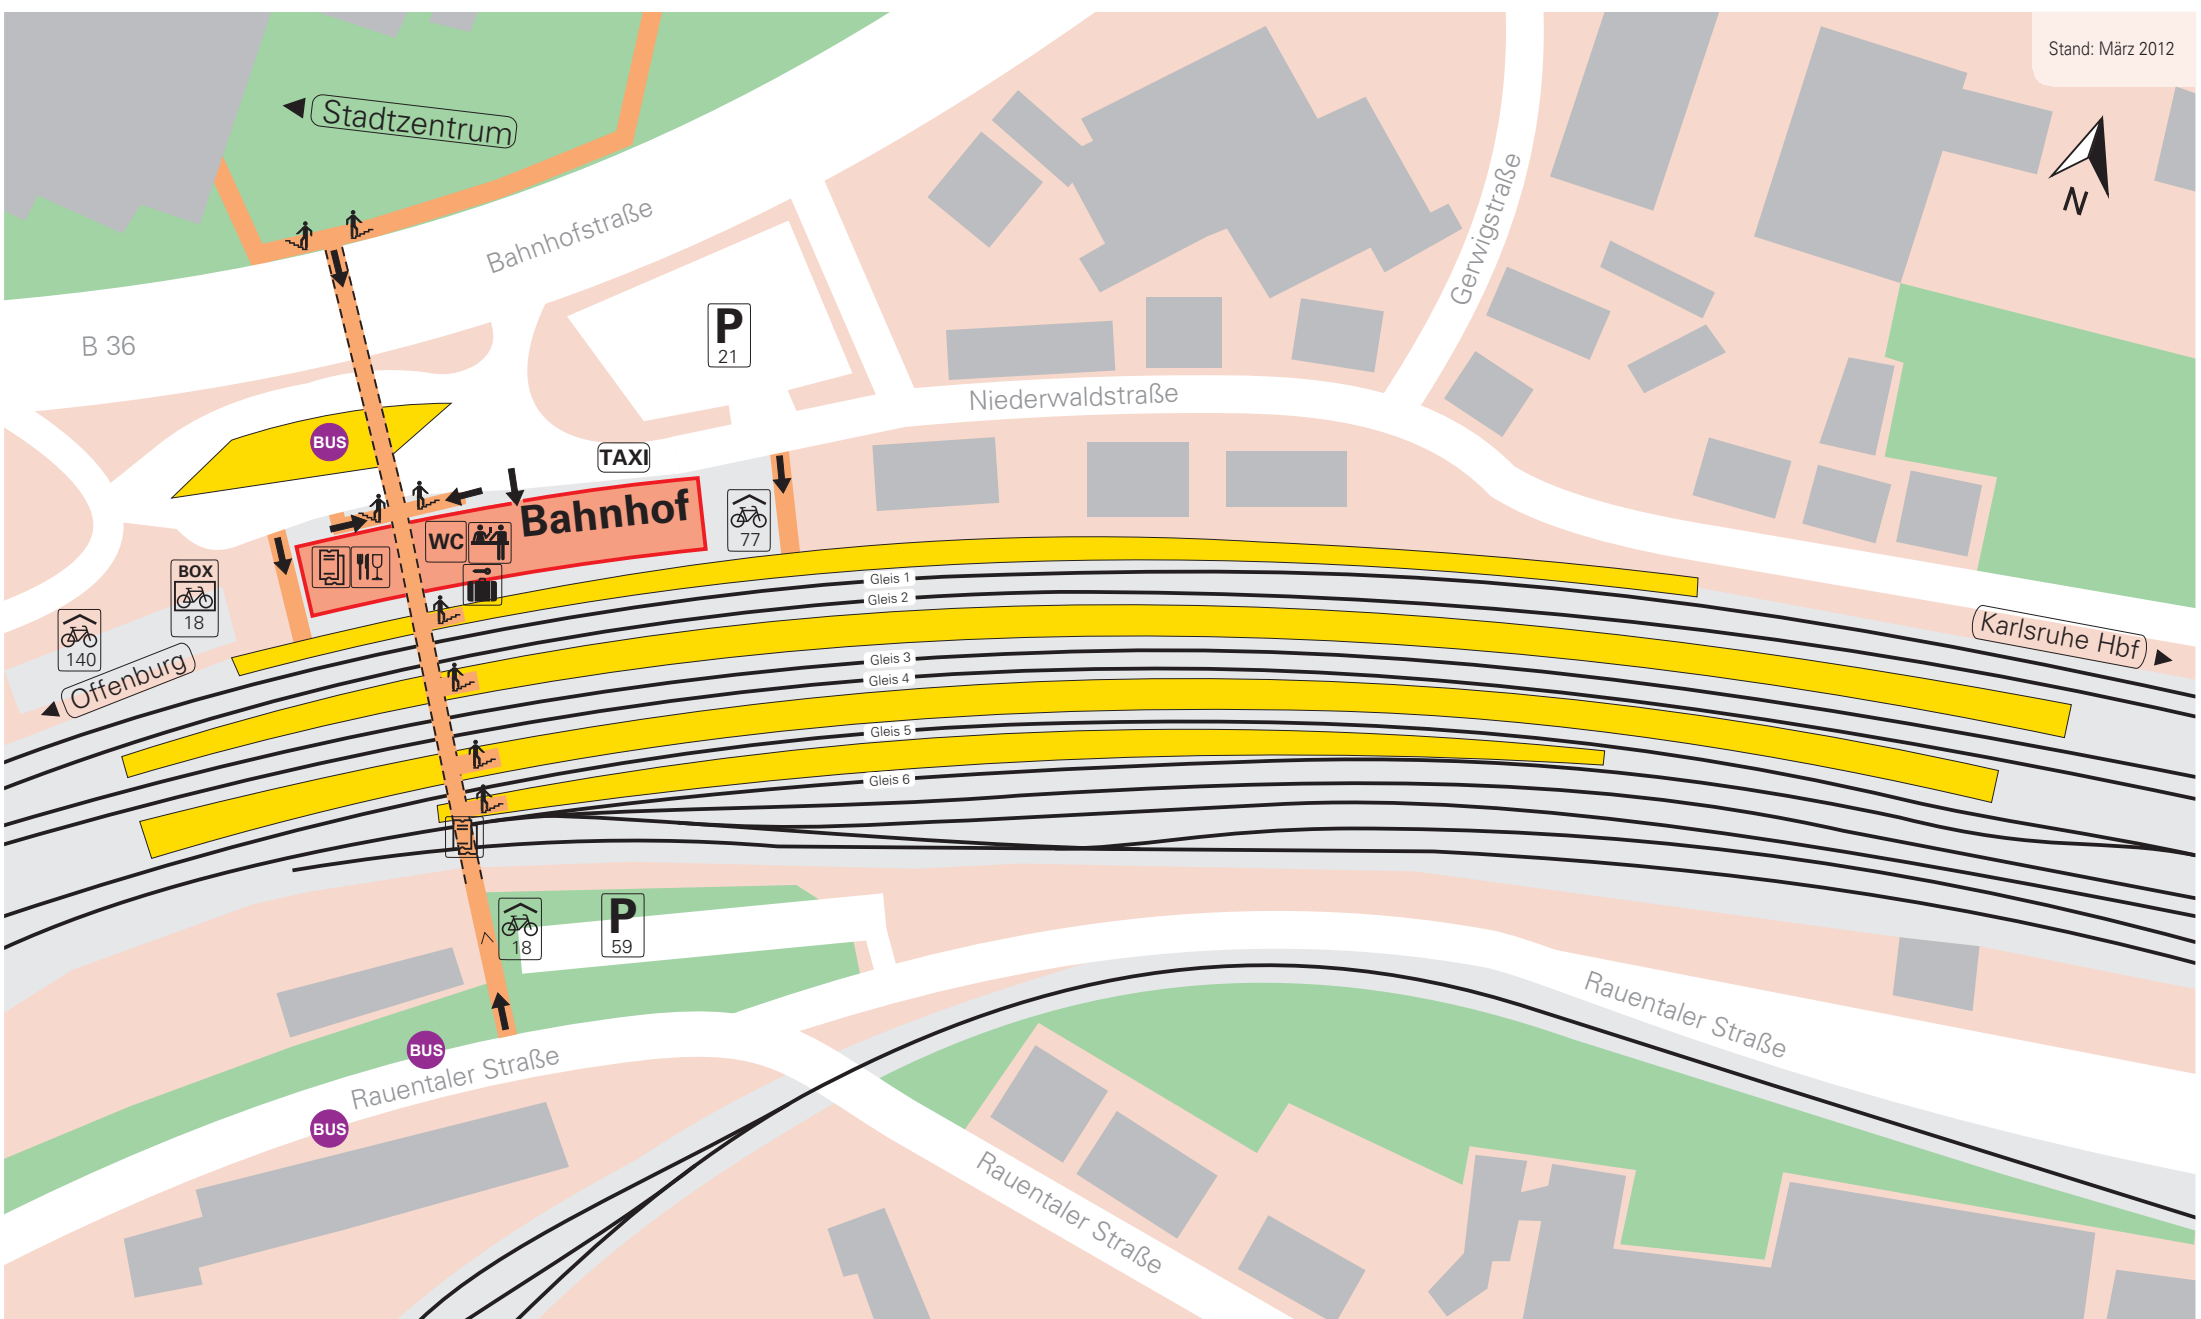 Stand: März 2012
Stadtzentrum
N
Bahnhofstraße
Gerwigstraße
B 36
P
21
Niederwaldstraße
BUS
TAXI
Bahnhof
WC
77
BOX
18
140
Offenburg
Gleis 1
Gleis 2
Karlsruhe Hbf
Gleis 3
Gleis 4
Gleis 5
Gleis 6
P
59
18
Rauentaler Straße
BUS
Rauentaler Straße
BUS
Rauentaler Straße